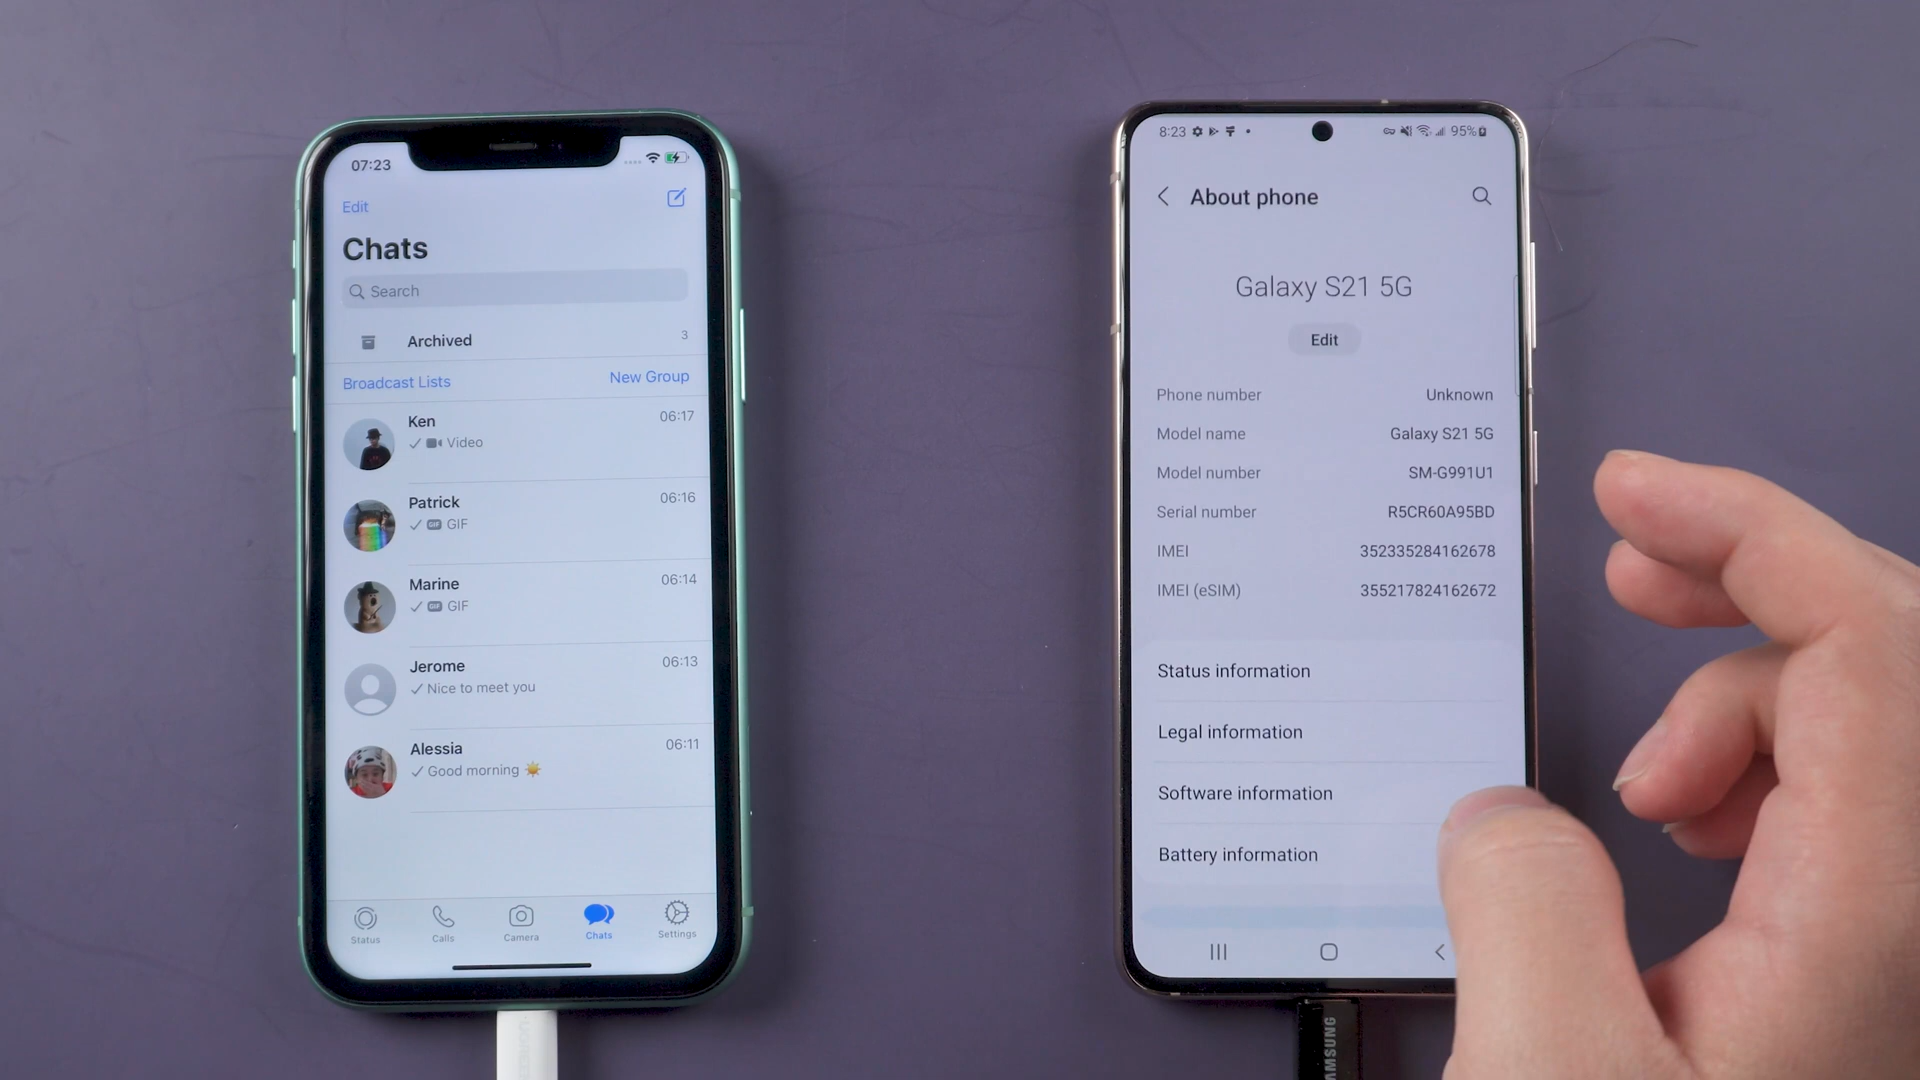 07:23
Edit
Chats
Search
Archived 3
Broadcast Lists New Group
Ken 06:17
Video
Patrick 06:16
GIF GIF
Marine 06:14
GIF GIF
Jerome 06:13
Nice to meet you
Alessia 06:11
Good morning ☀️
Status Calls Camera Chats Settings
8:23 95%
About phone
Galaxy S21 5G
Edit
Phone number Unknown
Model name Galaxy S21 5G
Model number SM-G991U1
Serial number R5CR60A95BD
IMEI 352335284162678
IMEI (eSIM) 355217824162672
Status information
Legal information
Software information
Battery information